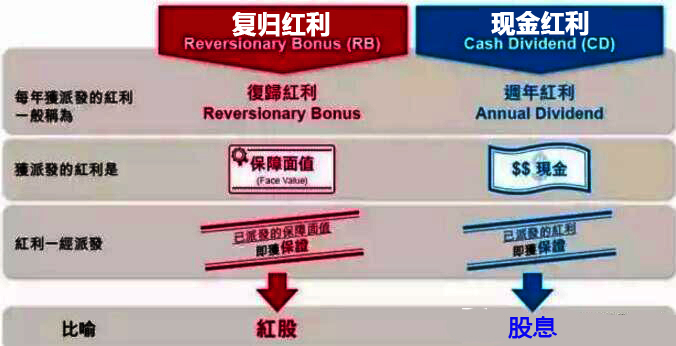 复归红利
Reversionary Bonus (RB)
现金红利
Cash Dividend (CD)
每年獲派發的紅利
一般稱為
復歸紅利
Reversionary Bonus
週年紅利
Annual Dividend
獲派發的紅利是
保障面值
(Face Value)
$$ 現金
紅利一經派發
已派發的保障面值
即獲保證
已派發的紅利
即獲保證
比喻
紅股
股息